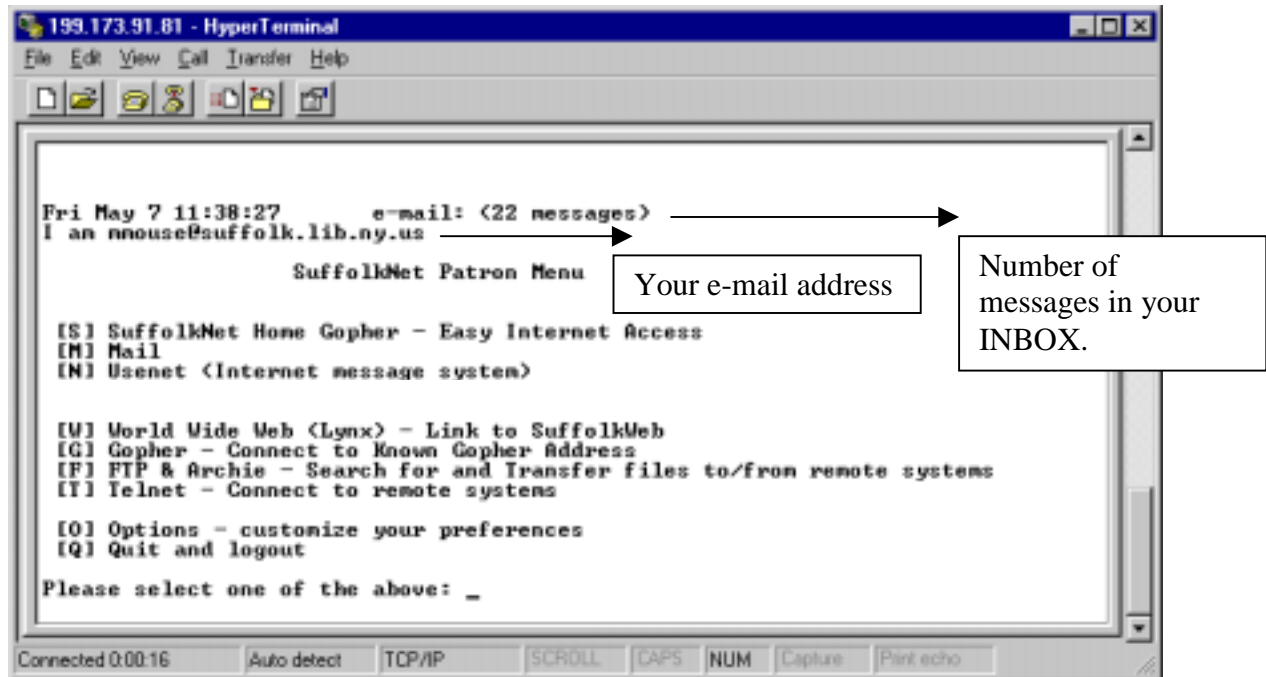 199.173.91.81 - HyperTerminal
File Edit View Call Transfer Help
Fri May 7 11:38:27 e-mail: (22 messages)
I am mmouse@suffolk.lib.ny.us
SuffolkNet Patron Menu
Your e-mail address
Number of
messages in your
INBOX.
[S] SuffolkNet Home Gopher - Easy Internet Access
[M] Mail
[N] Usenet (Internet message system)
[W] World Wide Web (Lynx) - Link to SuffolkWeb
[G] Gopher - Connect to Known Gopher Address
[F] FTP & Archie - Search for and Transfer files to/from remote systems
[T] Telnet - Connect to remote systems
[O] Options - customize your preferences
[Q] Quit and logout
Please select one of the above: _
Connected 0:00:16 Auto detect TCP/IP SCROLL CAPS NUM Capture Print echo